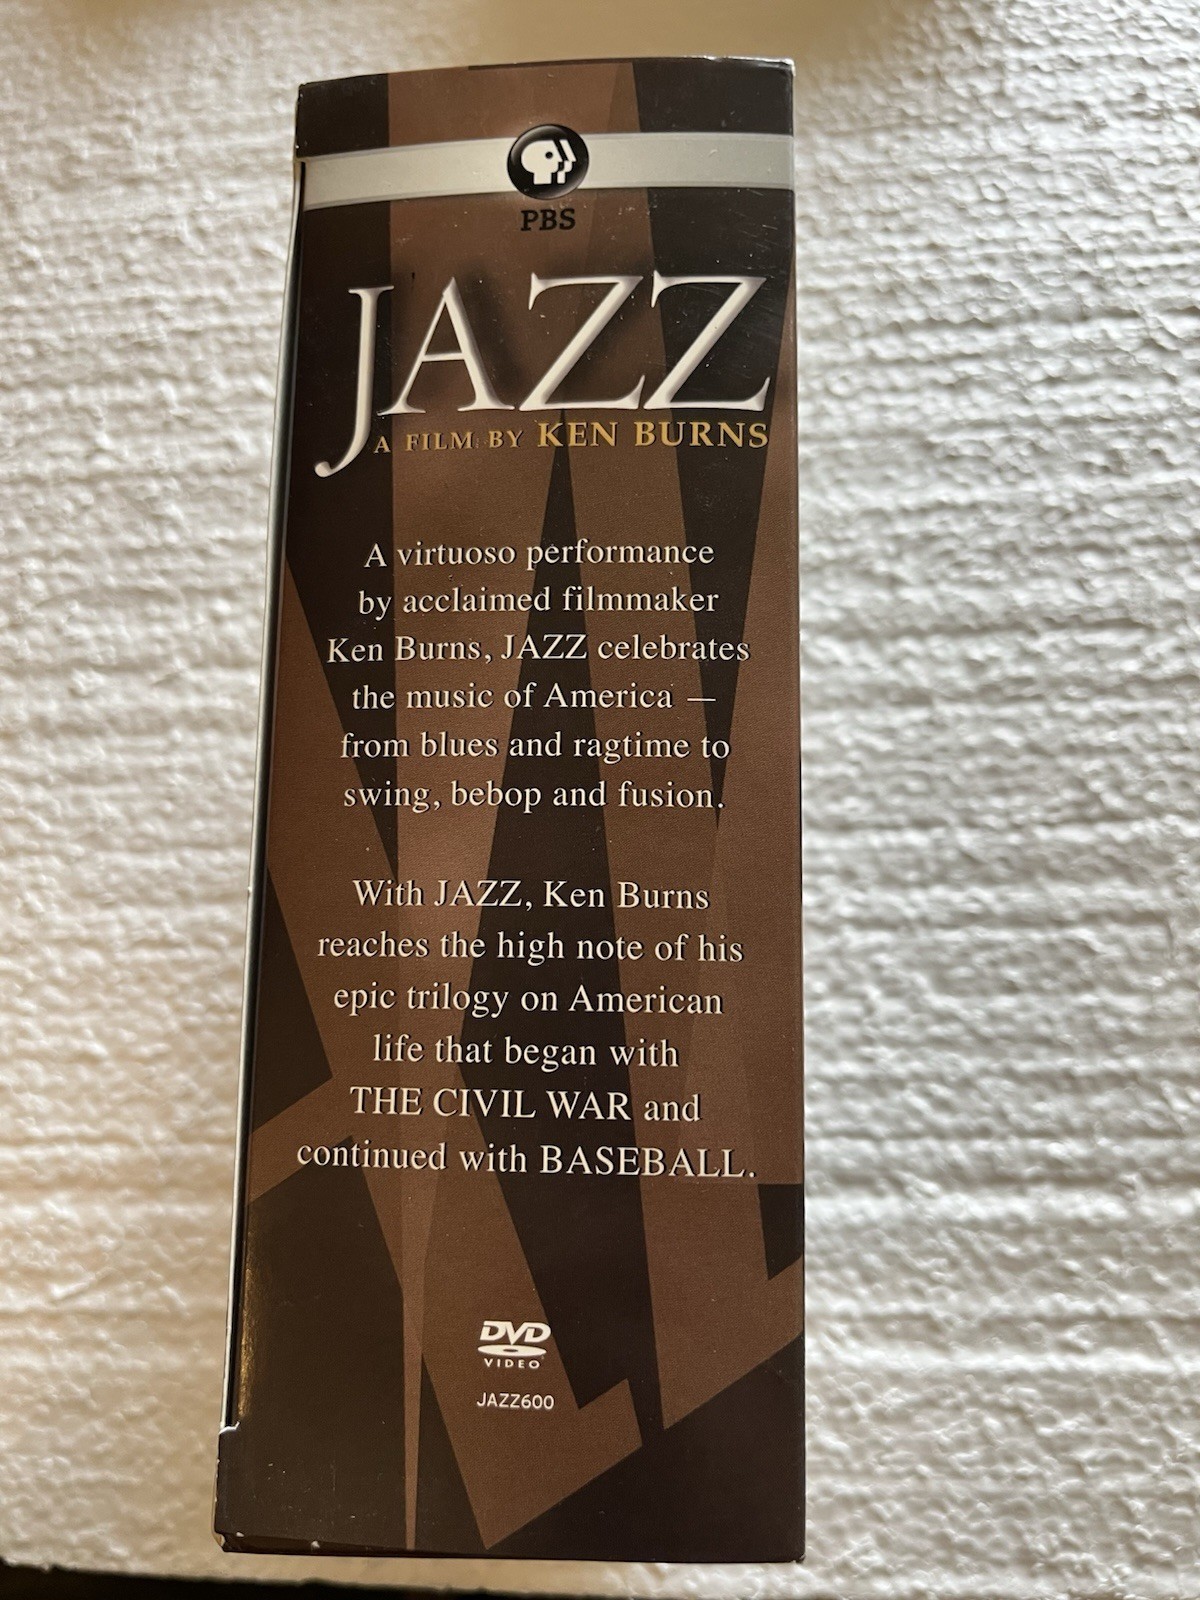 PBS
JAZZ
A FILM BY KEN BURNS
A virtuoso performance
by acclaimed filmmaker
Ken Burns, JAZZ celebrates
the music of America —
from blues and ragtime to
swing, bebop and fusion.
With JAZZ, Ken Burns
reaches the high note of his
epic trilogy on American
life that began with
THE CIVIL WAR and
continued with BASEBALL.
DVD
VIDEO
JAZZ600